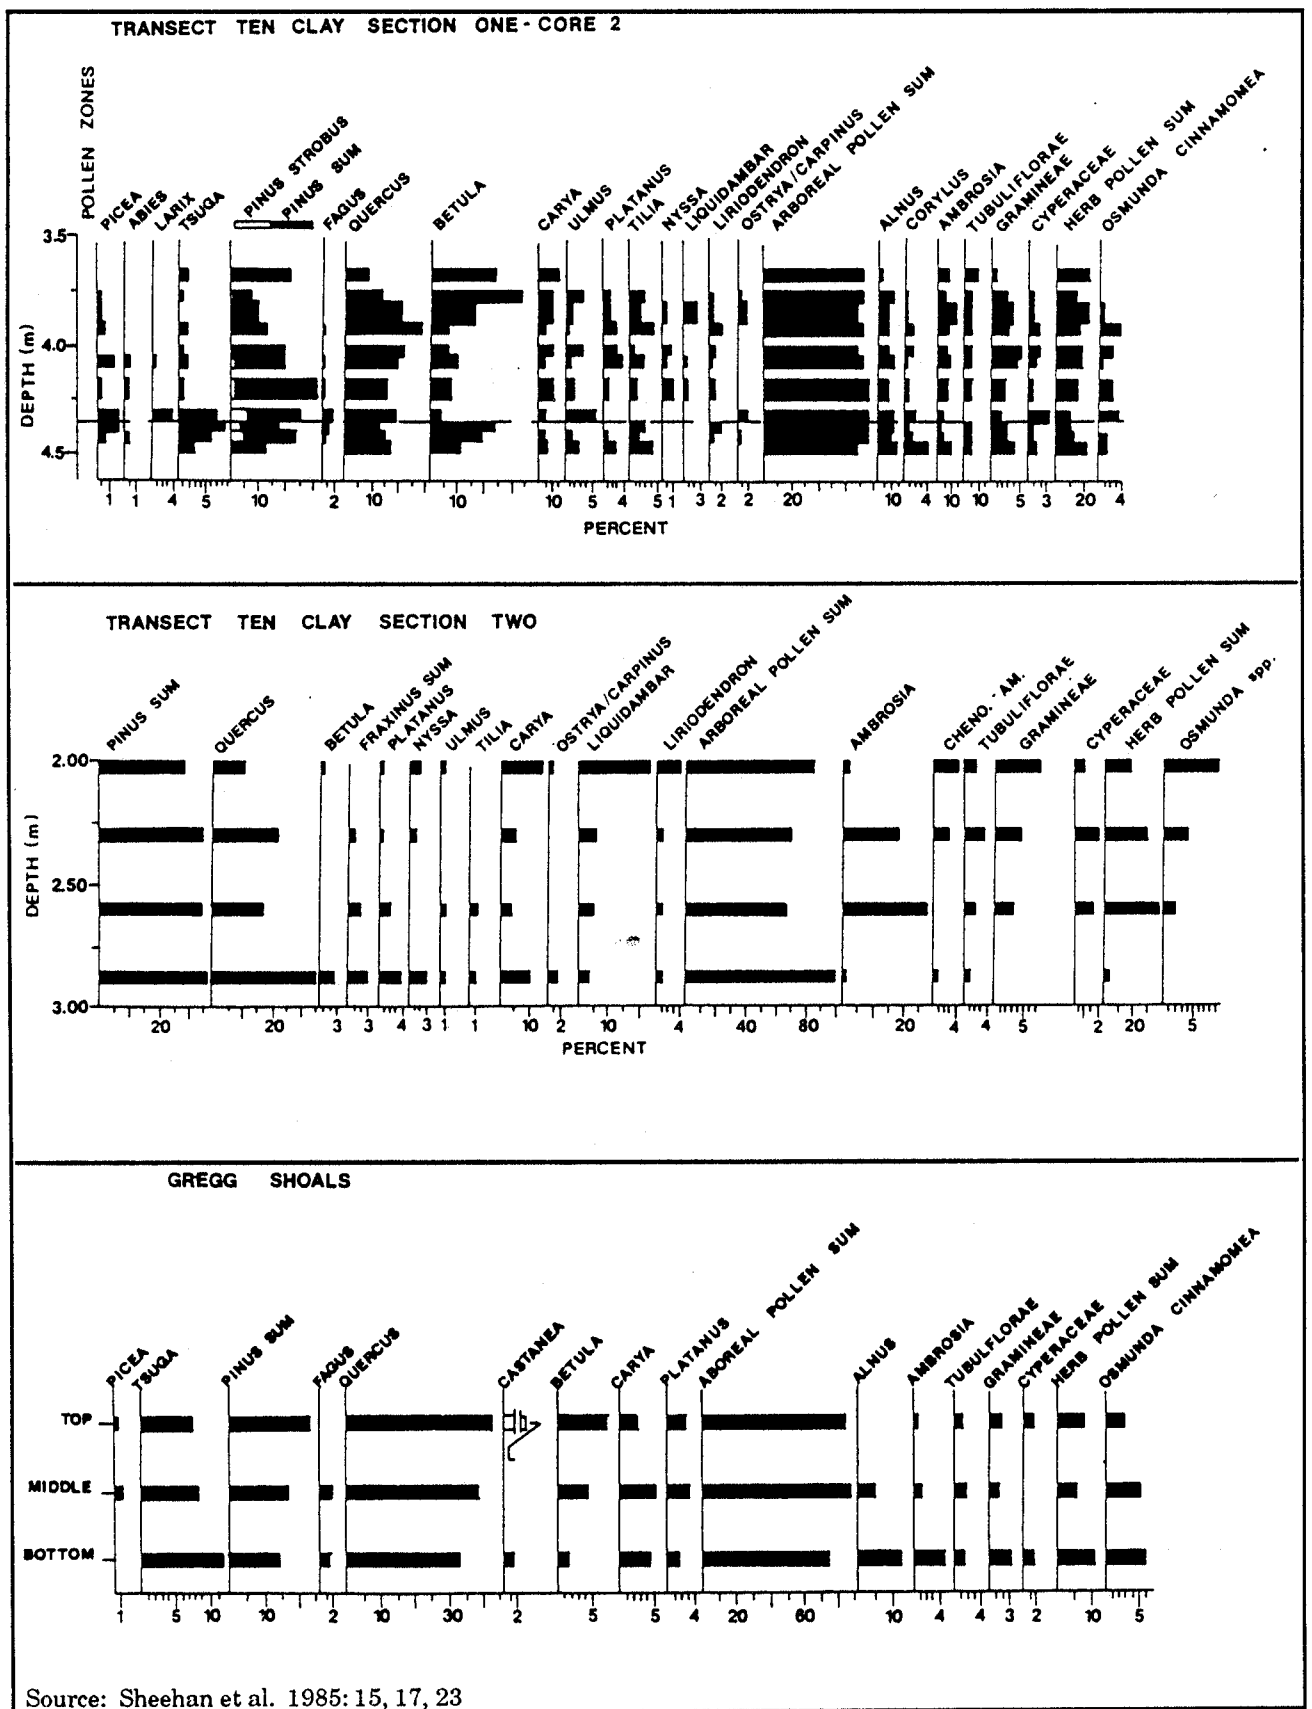 TRANSECT TEN CLAY SECTION ONE - CORE 2
POLLEN ZONES
PICEA
ABIES
LARIX
TSUGA
PINUS STROBUS
PINUS SUM
FAGUS
QUERCUS
BETULA
CARYA
ULMUS
PLATANUS
TILIA
NYSSA
LIQUIDAMBAR
LIRIODENDRON
OSTRYA/CARPINUS
ARBOREAL POLLEN SUM
ALNUS
CORYLUS
AMBROSIA
TUBULIFLORAE
GRAMINEAE
CYPERACEAE
HERB POLLEN SUM
OSMUNDA CINNAMOMEA
DEPTH (m)
3.5
4.0
4.5
1 1 4 5 10 10 10 10 5 4 5 1 3 2 2 20 10 4 10 10 5 3 20 4
PERCENT
TRANSECT TEN CLAY SECTION TWO
PINUS SUM
QUERCUS
BETULA
FRAXINUS SUM
PLATANUS
NYSSA
ULMUS
TILIA
CARYA
OSTRYA/CARPINUS
LIQUIDAMBAR
LIRIODENDRON
ARBOREAL POLLEN SUM
AMBROSIA
CHENO.-AM.
TUBULIFLORAE
GRAMINEAE
CYPERACEAE
HERB POLLEN SUM
OSMUNDA spp.
DEPTH (m)
2.00
2.50
3.00
20 20 3 3 4 3 1 1 10 2 10 4 40 80 20 4 4 5 2 20 5
PERCENT
GREGG SHOALS
PICEA
TSUGA
PINUS SUM
FAGUS
QUERCUS
CASTANEA
BETULA
CARYA
PLATANUS
ABOREAL POLLEN SUM
ALNUS
AMBROSIA
TUBULFLORAE
GRAMINEAE
CYPERACEAE
HERB POLLEN SUM
OSMUNDA CINNAMOMEA
TOP
MIDDLE
BOTTOM
1 5 10 10 2 10 30 2 5 5 4 20 60 10 4 4 3 2 10 5
Source: Sheehan et al. 1985: 15, 17, 23